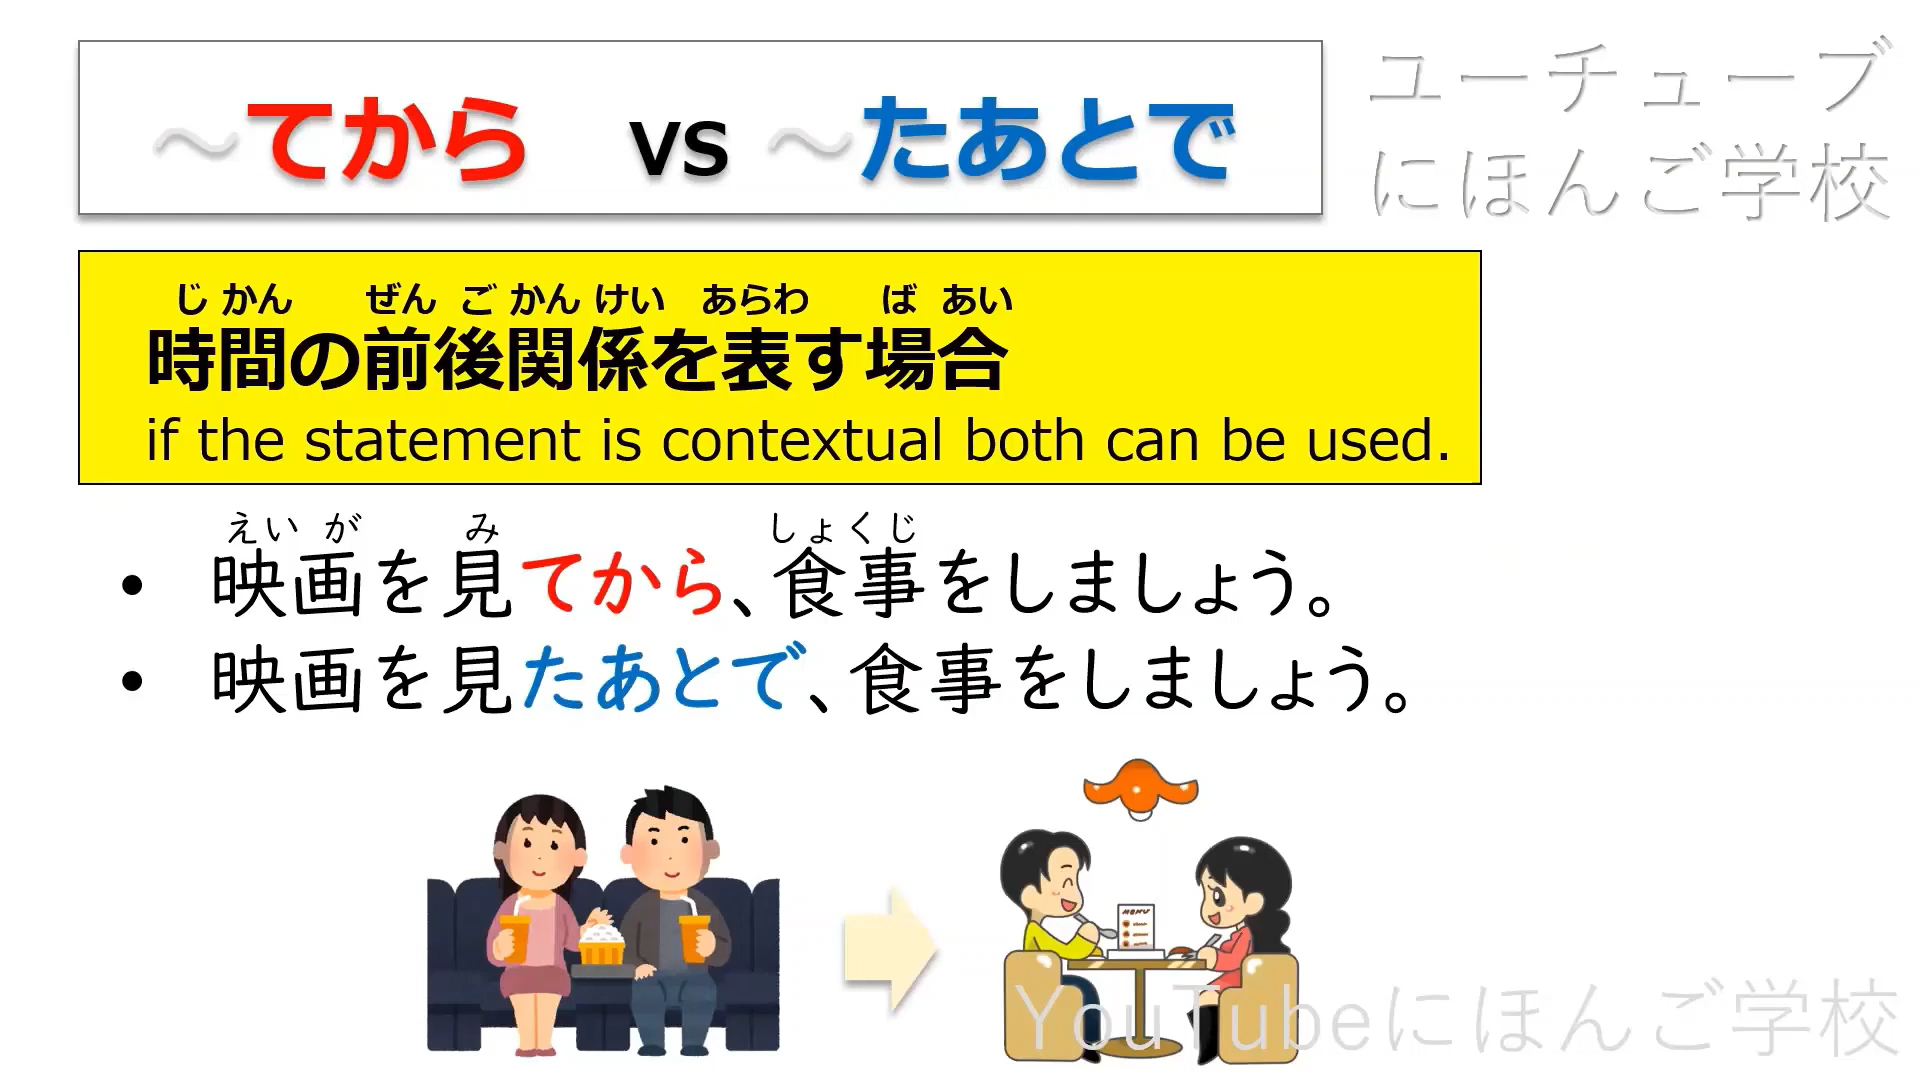 ～てから vs ～たあとで
ユーチューブ
にほんご学校
じ かん ぜん ご かん けい あらわ ば あい
時間の前後関係を表す場合
if the statement is contextual both can be used.
えい が み しょくじ
• 映画を見てから、食事をしましょう。
• 映画を見たあとで、食事をしましょう。
MENU
YouTubeにほんご学校